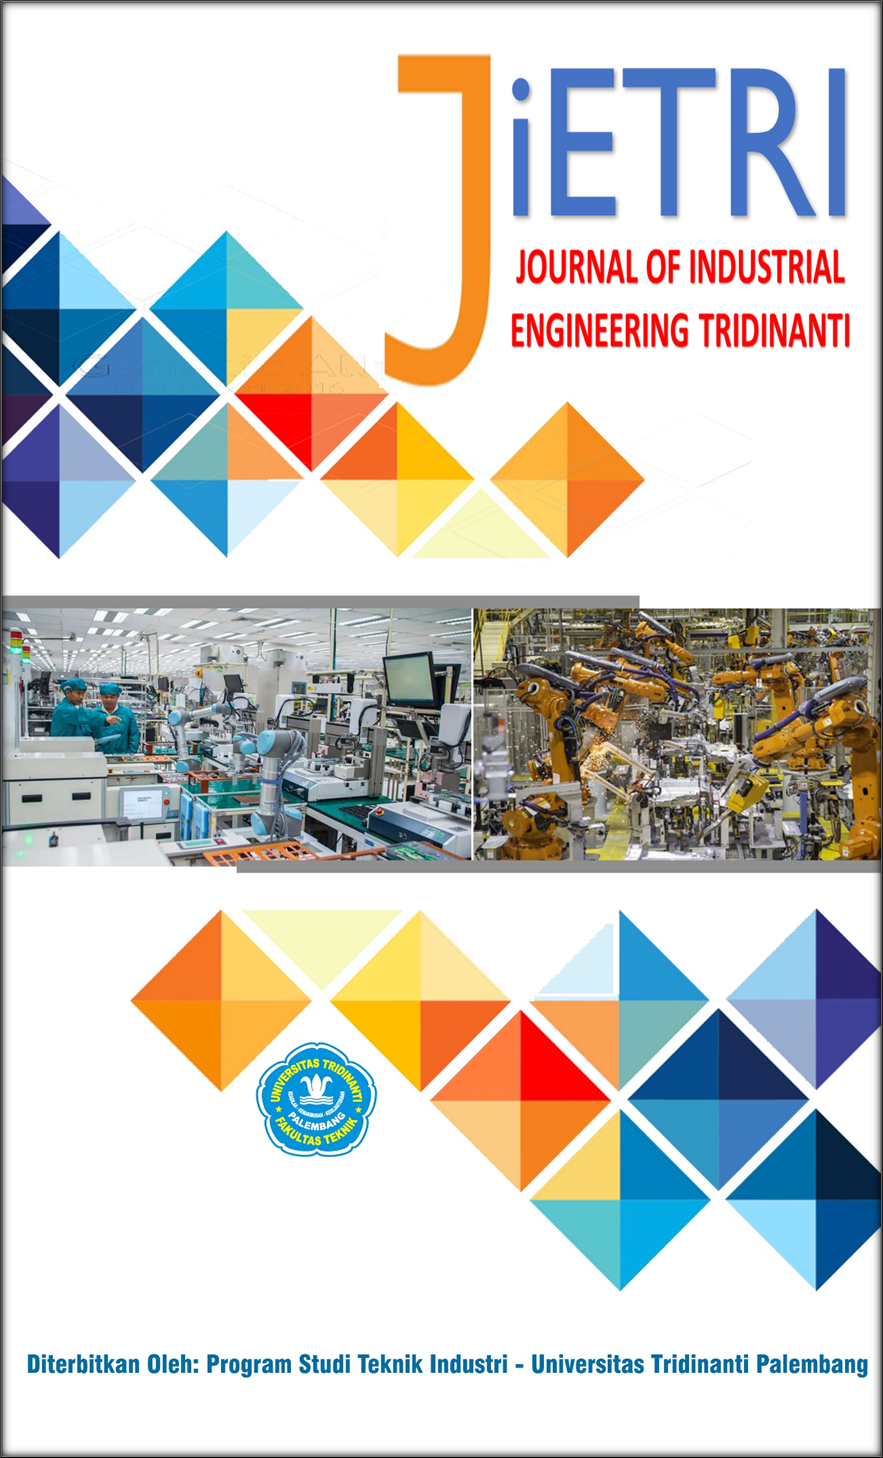 JiETRI
JOURNAL OF INDUSTRIAL
ENGINEERING TRIDINANTI
UNIVERSITAS TRIDINANTI
PALEMBANG
FAKULTAS TEKNIK
Diterbitkan Oleh: Program Studi Teknik Industri - Universitas Tridinanti Palembang